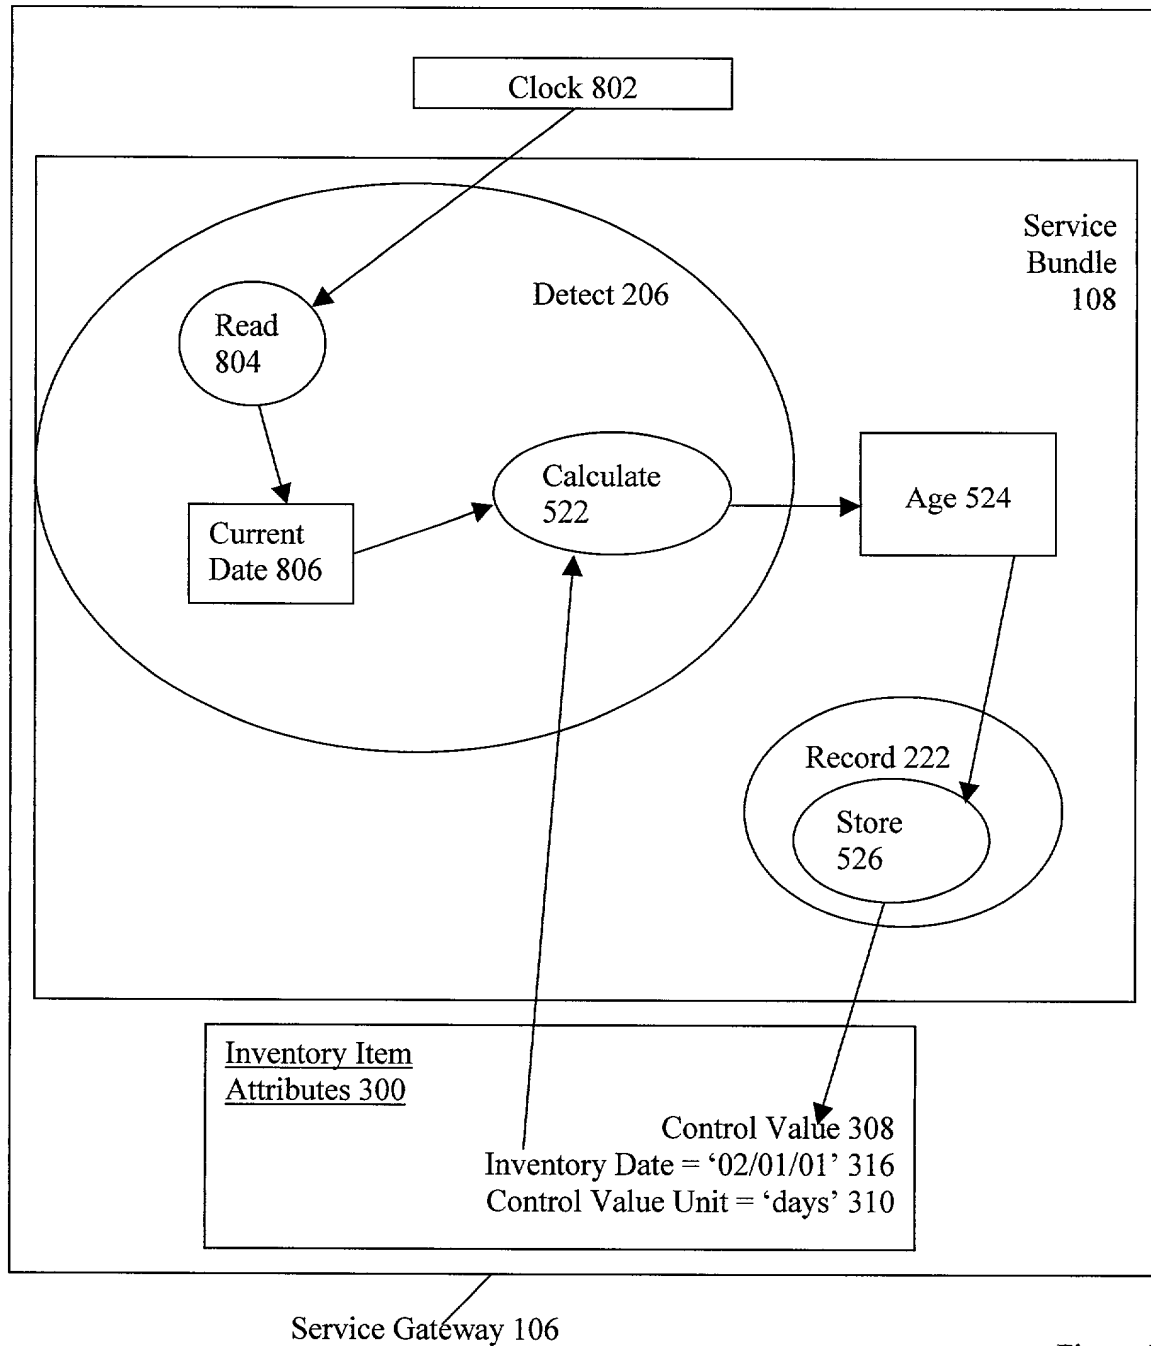 Clock 802
Service
Bundle
108
Detect 206
Read
804
Calculate
522
Age 524
Current
Date 806
Record 222
Store
526
Inventory Item
Attributes 300
Control Value 308
Inventory Date = ‘02/01/01’ 316
Control Value Unit = ‘days’ 310
Service Gateway 106